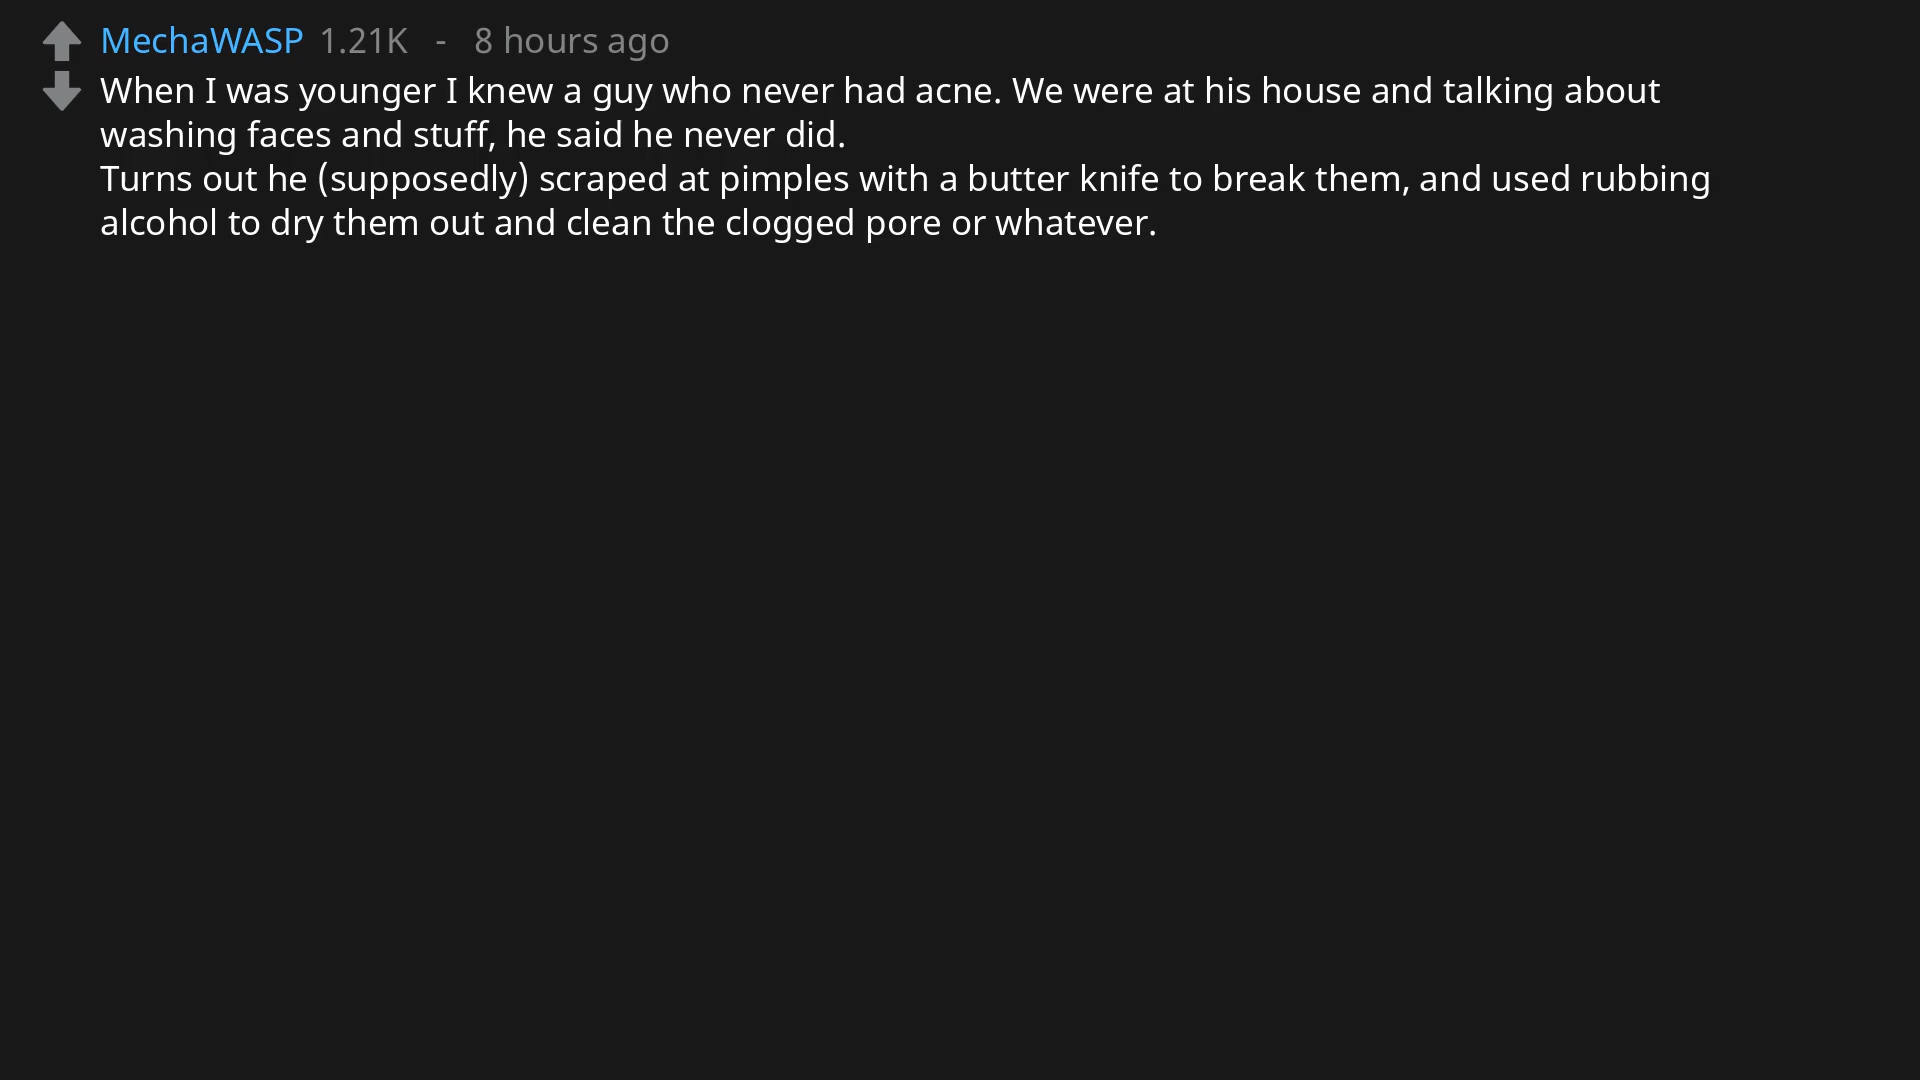 MechaWASP 1.21K - 8 hours ago
When I was younger I knew a guy who never had acne. We were at his house and talking about
washing faces and stuff, he said he never did.
Turns out he (supposedly) scraped at pimples with a butter knife to break them, and used rubbing
alcohol to dry them out and clean the clogged pore or whatever.